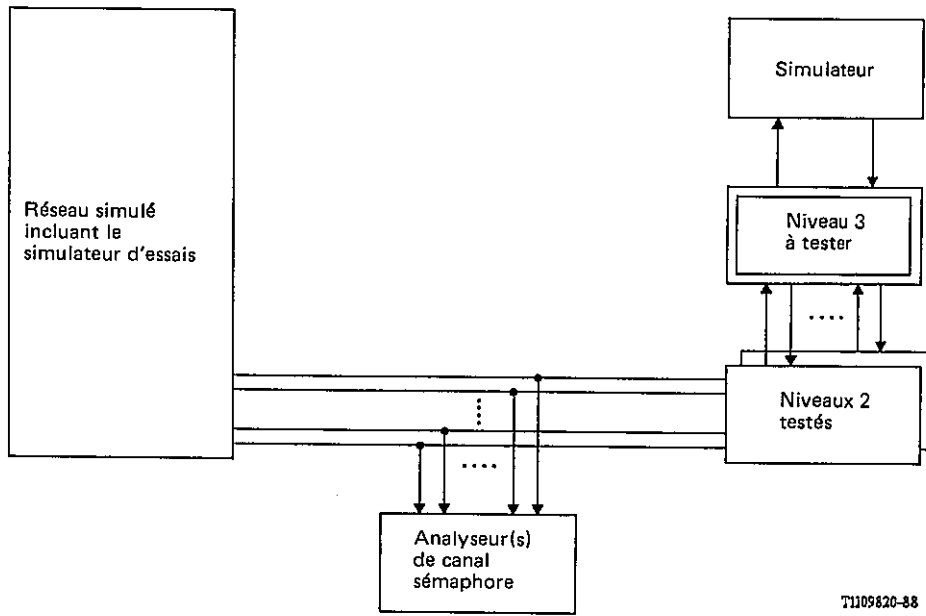 Simulateur
Réseau simulé
incluant le
simulateur d'essais
Niveau 3
à tester
Niveaux 2
testés
Analyseur(s)
de canal
sémaphore
T1109820-88